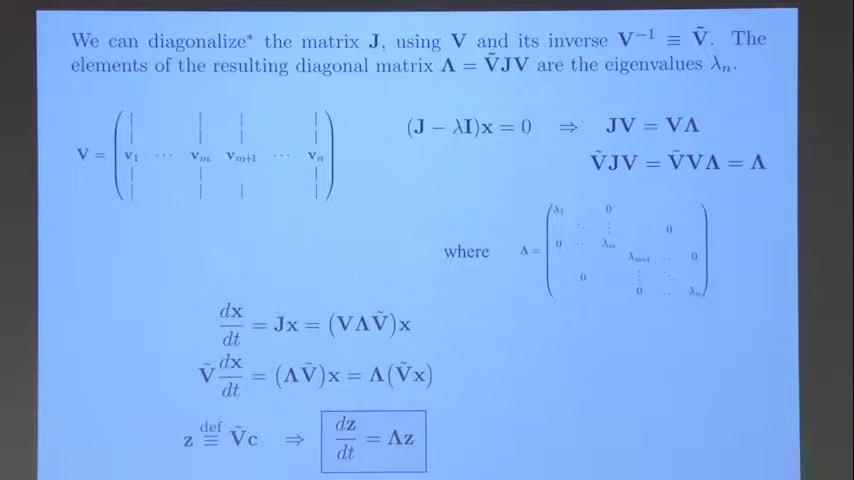 We can diagonalize* the matrix J, using V and its inverse V⁻¹ ≡ Ṽ. The
elements of the resulting diagonal matrix Λ = ṼJV are the eigenvalues λₙ.
V = ( v₁ ⋯ vₘ vₘ₊₁ ⋯ vₙ )
(J − λI)x = 0 ⇒ JV = VΛ
ṼJV = ṼVΛ = Λ
where Λ =
λ₁ 0
⋱ ⋮ 0
0 ⋯ λₘ
λₘ₊₁ ⋯ 0
0 ⋮ ⋱
0 ⋯ λₙ
dx/dt = Jx = (VΛṼ)x
Ṽ dx/dt = (ΛṼ)x = Λ(Ṽx)
z def≡ Ṽc ⇒ dz/dt = Λz